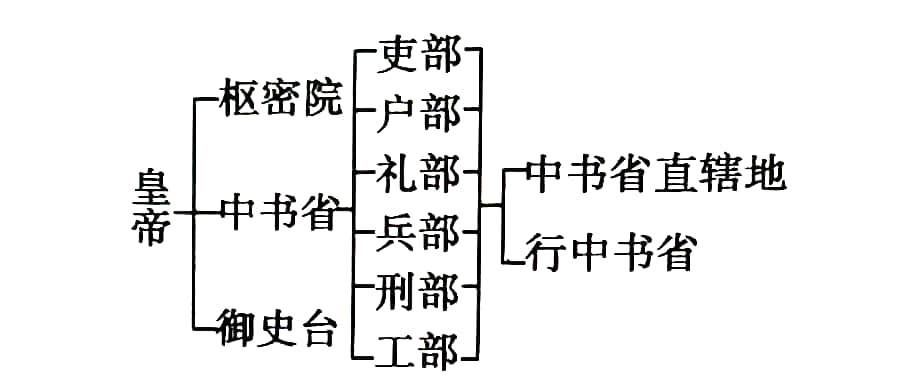 皇帝
枢密院
中书省
御史台
吏部
户部
礼部
兵部
刑部
工部
中书省直辖地
行中书省